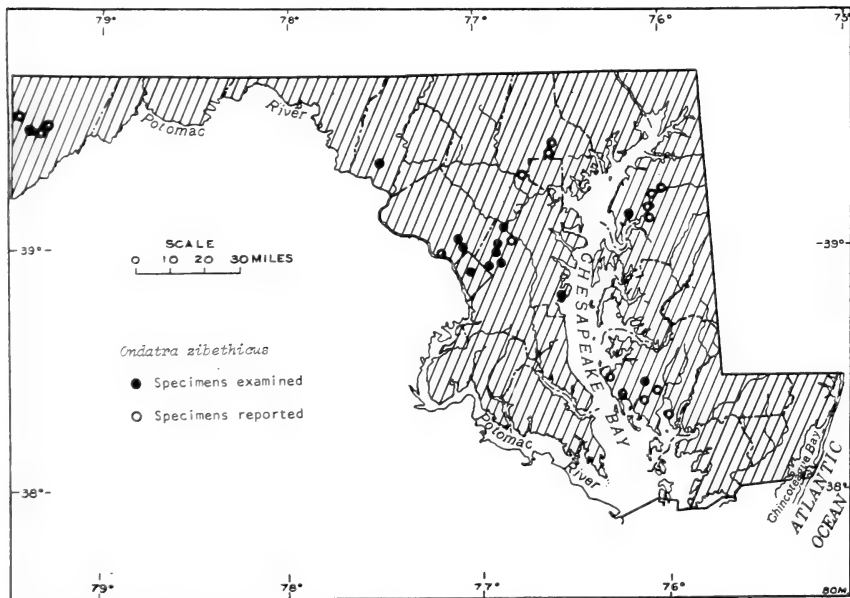 79°
78°
77°
76°
75°
Potomac
River
39°
39°
SCALE
0 10 20 30 MILES
CHESAPEAKE BAY
Ondatra zibethicus
Specimens examined
Specimens reported
Potomac
River
Chincoteague Bay
ATLANTIC
OCEAN
38°
38°
79°
78°
77°
76°